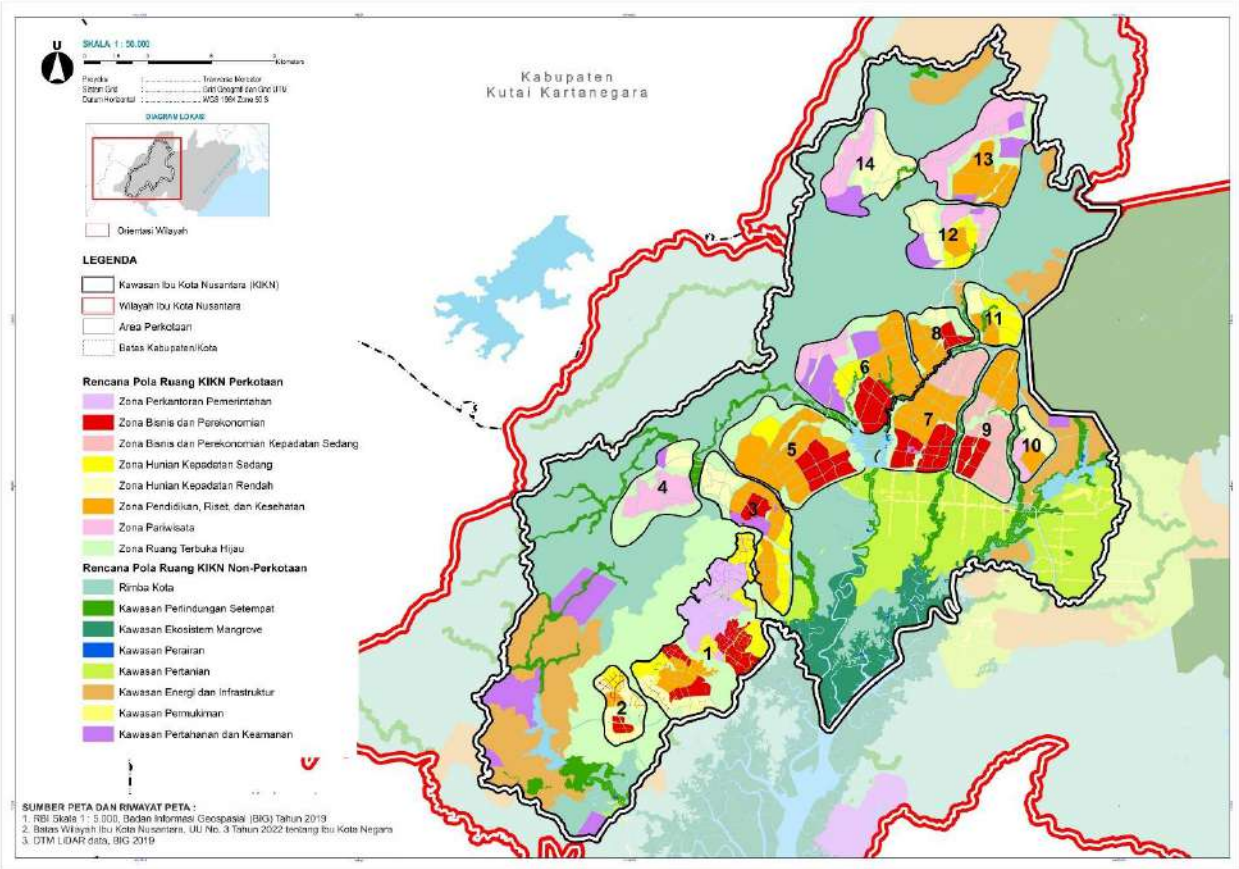 U
SKALA 1 : 50.000
Kilometers
Proyeksi : Tranverse Mercator
Sistem Grid : Grid Geografi dan Grid UTM
Datum Horizontal : WGS 1984 Zone 50 S
DIAGRAM LOKASI
Orientasi Wilayah
LEGENDA
Kawasan Ibu Kota Nusantara (KIKN)
Wilayah Ibu Kota Nusantara
Area Perkotaan
Batas Kabupaten/Kota
Rencana Pola Ruang KIKN Perkotaan
Zona Perkantoran Pemerintahan
Zona Bisnis dan Perekonomian
Zona Bisnis dan Perekonomian Kepadatan Sedang
Zona Hunian Kepadatan Sedang
Zona Hunian Kepadatan Rendah
Zona Pendidikan, Riset, dan Kesehatan
Zona Pariwisata
Zona Ruang Terbuka Hijau
Rencana Pola Ruang KIKN Non-Perkotaan
Rimba Kota
Kawasan Perlindungan Setempat
Kawasan Ekosistem Mangrove
Kawasan Perairan
Kawasan Pertanian
Kawasan Energi dan Infrastruktur
Kawasan Permukiman
Kawasan Pertahanan dan Keamanan
SUMBER PETA DAN RIWAYAT PETA :
1. RBI Skala 1 : 5.000, Badan Informasi Geospasial (BIG) Tahun 2019
2. Batas Wilayah Ibu Kota Nusantara, UU No. 3 Tahun 2022 tentang Ibu Kota Negara
3. DTM LiDAR data, BIG 2019
Kabupaten
Kutai Kartanegara
14
13
12
11
8
6
7
9
10
5
4
3
1
2